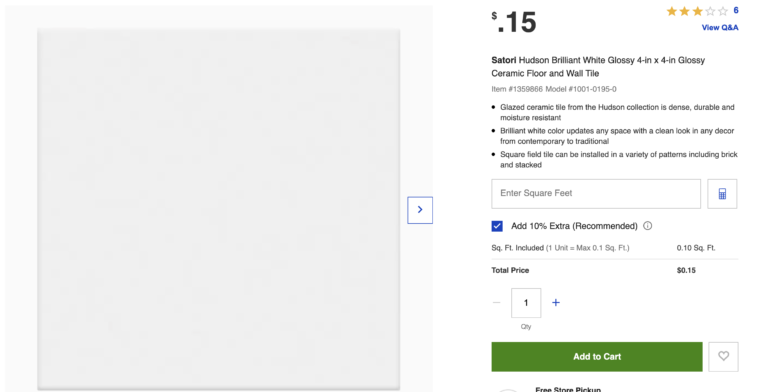 $.15
6
View Q&A
Satori Hudson Brilliant White Glossy 4-in x 4-in Glossy
Ceramic Floor and Wall Tile
Item #1359866 Model #1001-0195-0
• Glazed ceramic tile from the Hudson collection is dense, durable and
moisture resistant
• Brilliant white color updates any space with a clean look in any decor
from contemporary to traditional
• Square field tile can be installed in a variety of patterns including brick
and stacked
Enter Square Feet
Add 10% Extra (Recommended)
Sq. Ft. Included (1 Unit = Max 0.1 Sq. Ft.) 0.10 Sq. Ft.
Total Price $0.15
− 1 +
Qty
Add to Cart
Free Store Pickup